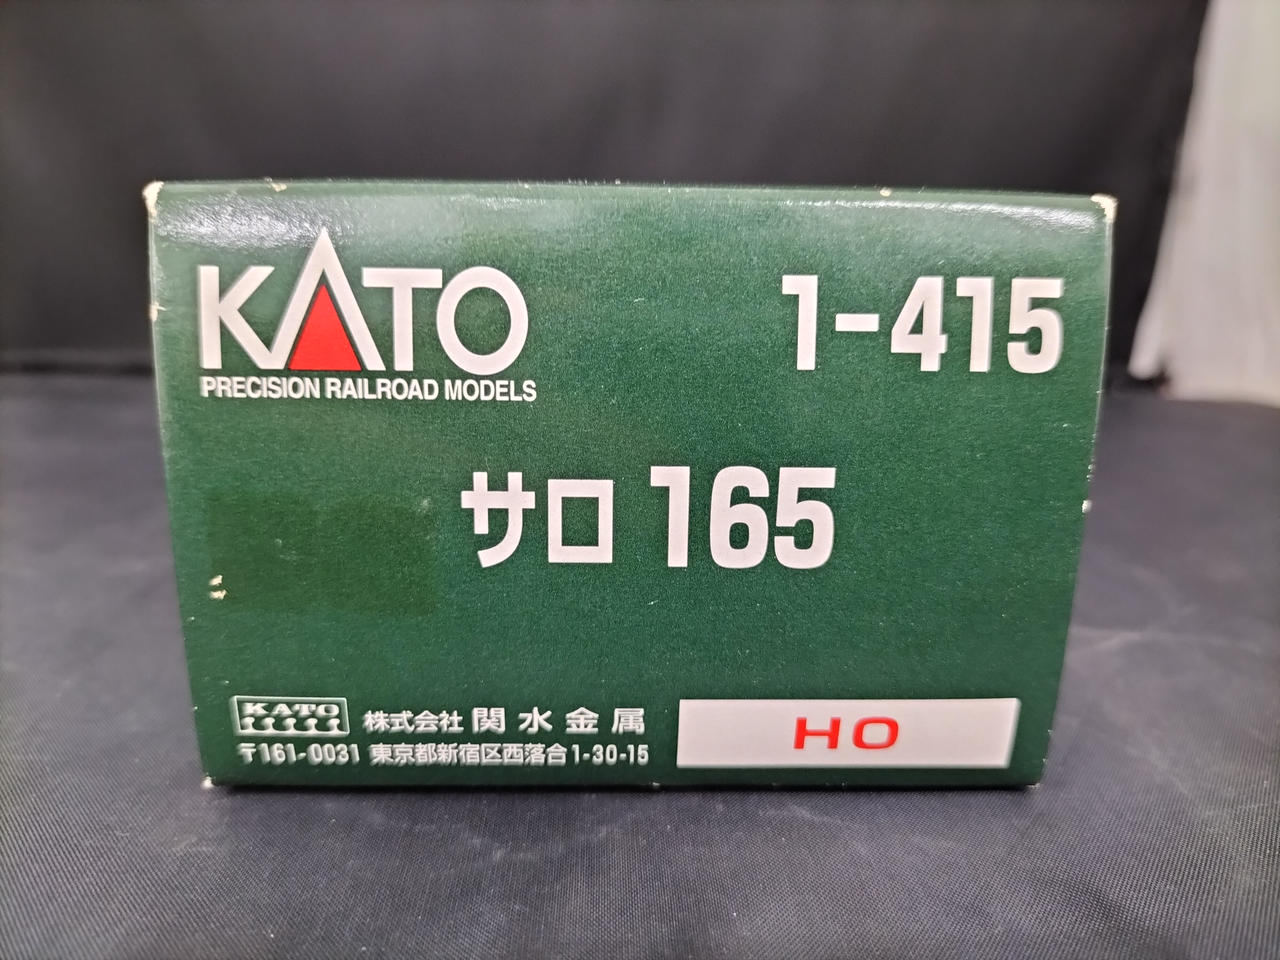 KATO
PRECISION RAILROAD MODELS
1-415
サロ 165
KATO
株式会社 関水金属
〒161-0031 東京都新宿区西落合1-30-15
HO